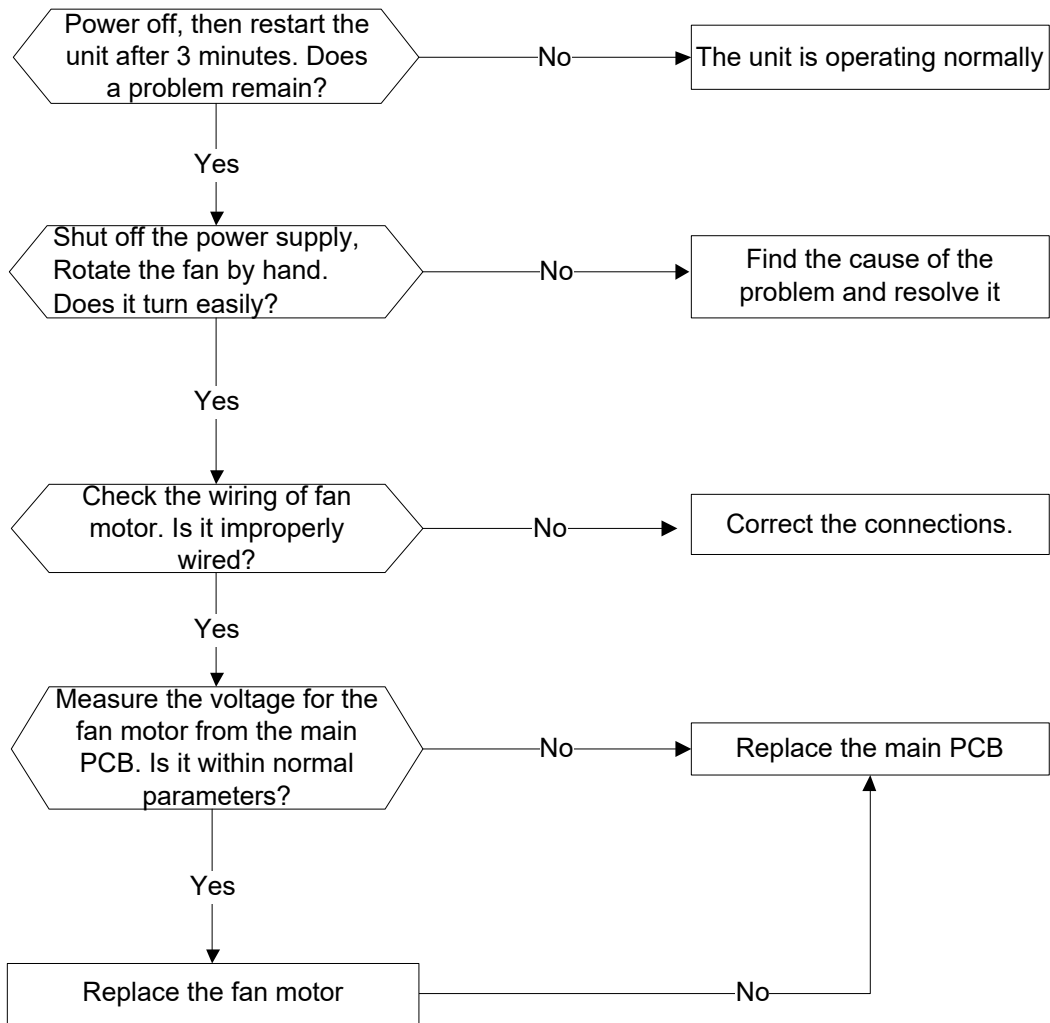 Power off, then restart the
unit after 3 minutes. Does
a problem remain?
No
The unit is operating normally
Yes
Shut off the power supply,
Rotate the fan by hand.
Does it turn easily?
No
Find the cause of the
problem and resolve it
Yes
Check the wiring of fan
motor. Is it improperly
wired?
No
Correct the connections.
Yes
Measure the voltage for the
fan motor from the main
PCB. Is it within normal
parameters?
No
Replace the main PCB
Yes
Replace the fan motor
No